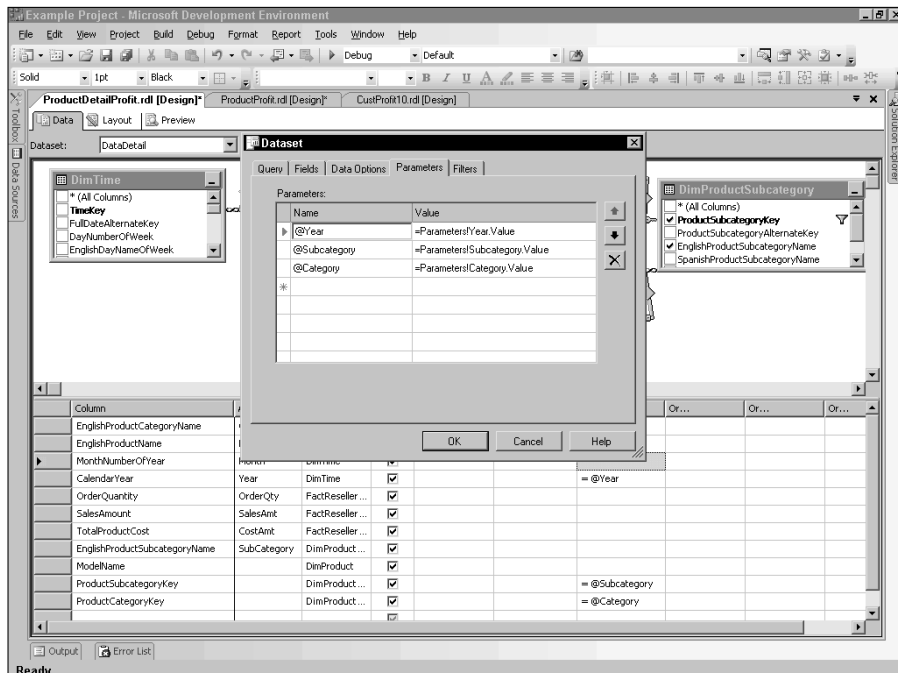 Example Project - Microsoft Development Environment
File Edit View Project Build Debug Format Report Tools Window Help
Debug Default
Solid 1pt Black B I U
ProductDetailProfit.rdl [Design]* ProductProfit.rdl [Design]* CustProfit10.rdl [Design]
Toolbox
Data Sources
Solution Explorer
Data Layout Preview
Dataset: DataDetail
DimTime
* (All Columns)
TimeKey
FullDateAlternateKey
DayNumberOfWeek
EnglishDayNameOfWeek
Dataset
Query Fields Data Options Parameters Filters
Parameters:
Name Value
@Year =Parameters!Year.Value
@Subcategory =Parameters!Subcategory.Value
@Category =Parameters!Category.Value
OK Cancel Help
DimProductSubcategory
* (All Columns)
ProductSubcategoryKey
ProductSubcategoryAlternateKey
EnglishProductSubcategoryName
SpanishProductSubcategoryName
Column Or... Or... Or...
EnglishProductCategoryName
EnglishProductName
MonthNumberOfYear Month DimTime
CalendarYear Year DimTime = @Year
OrderQuantity OrderQty FactReseller...
SalesAmount SalesAmt FactReseller...
TotalProductCost CostAmt FactReseller...
EnglishProductSubcategoryName SubCategory DimProduct...
ModelName DimProduct
ProductSubcategoryKey DimProduct... = @Subcategory
ProductCategoryKey DimProduct... = @Category
Output Error List
Ready